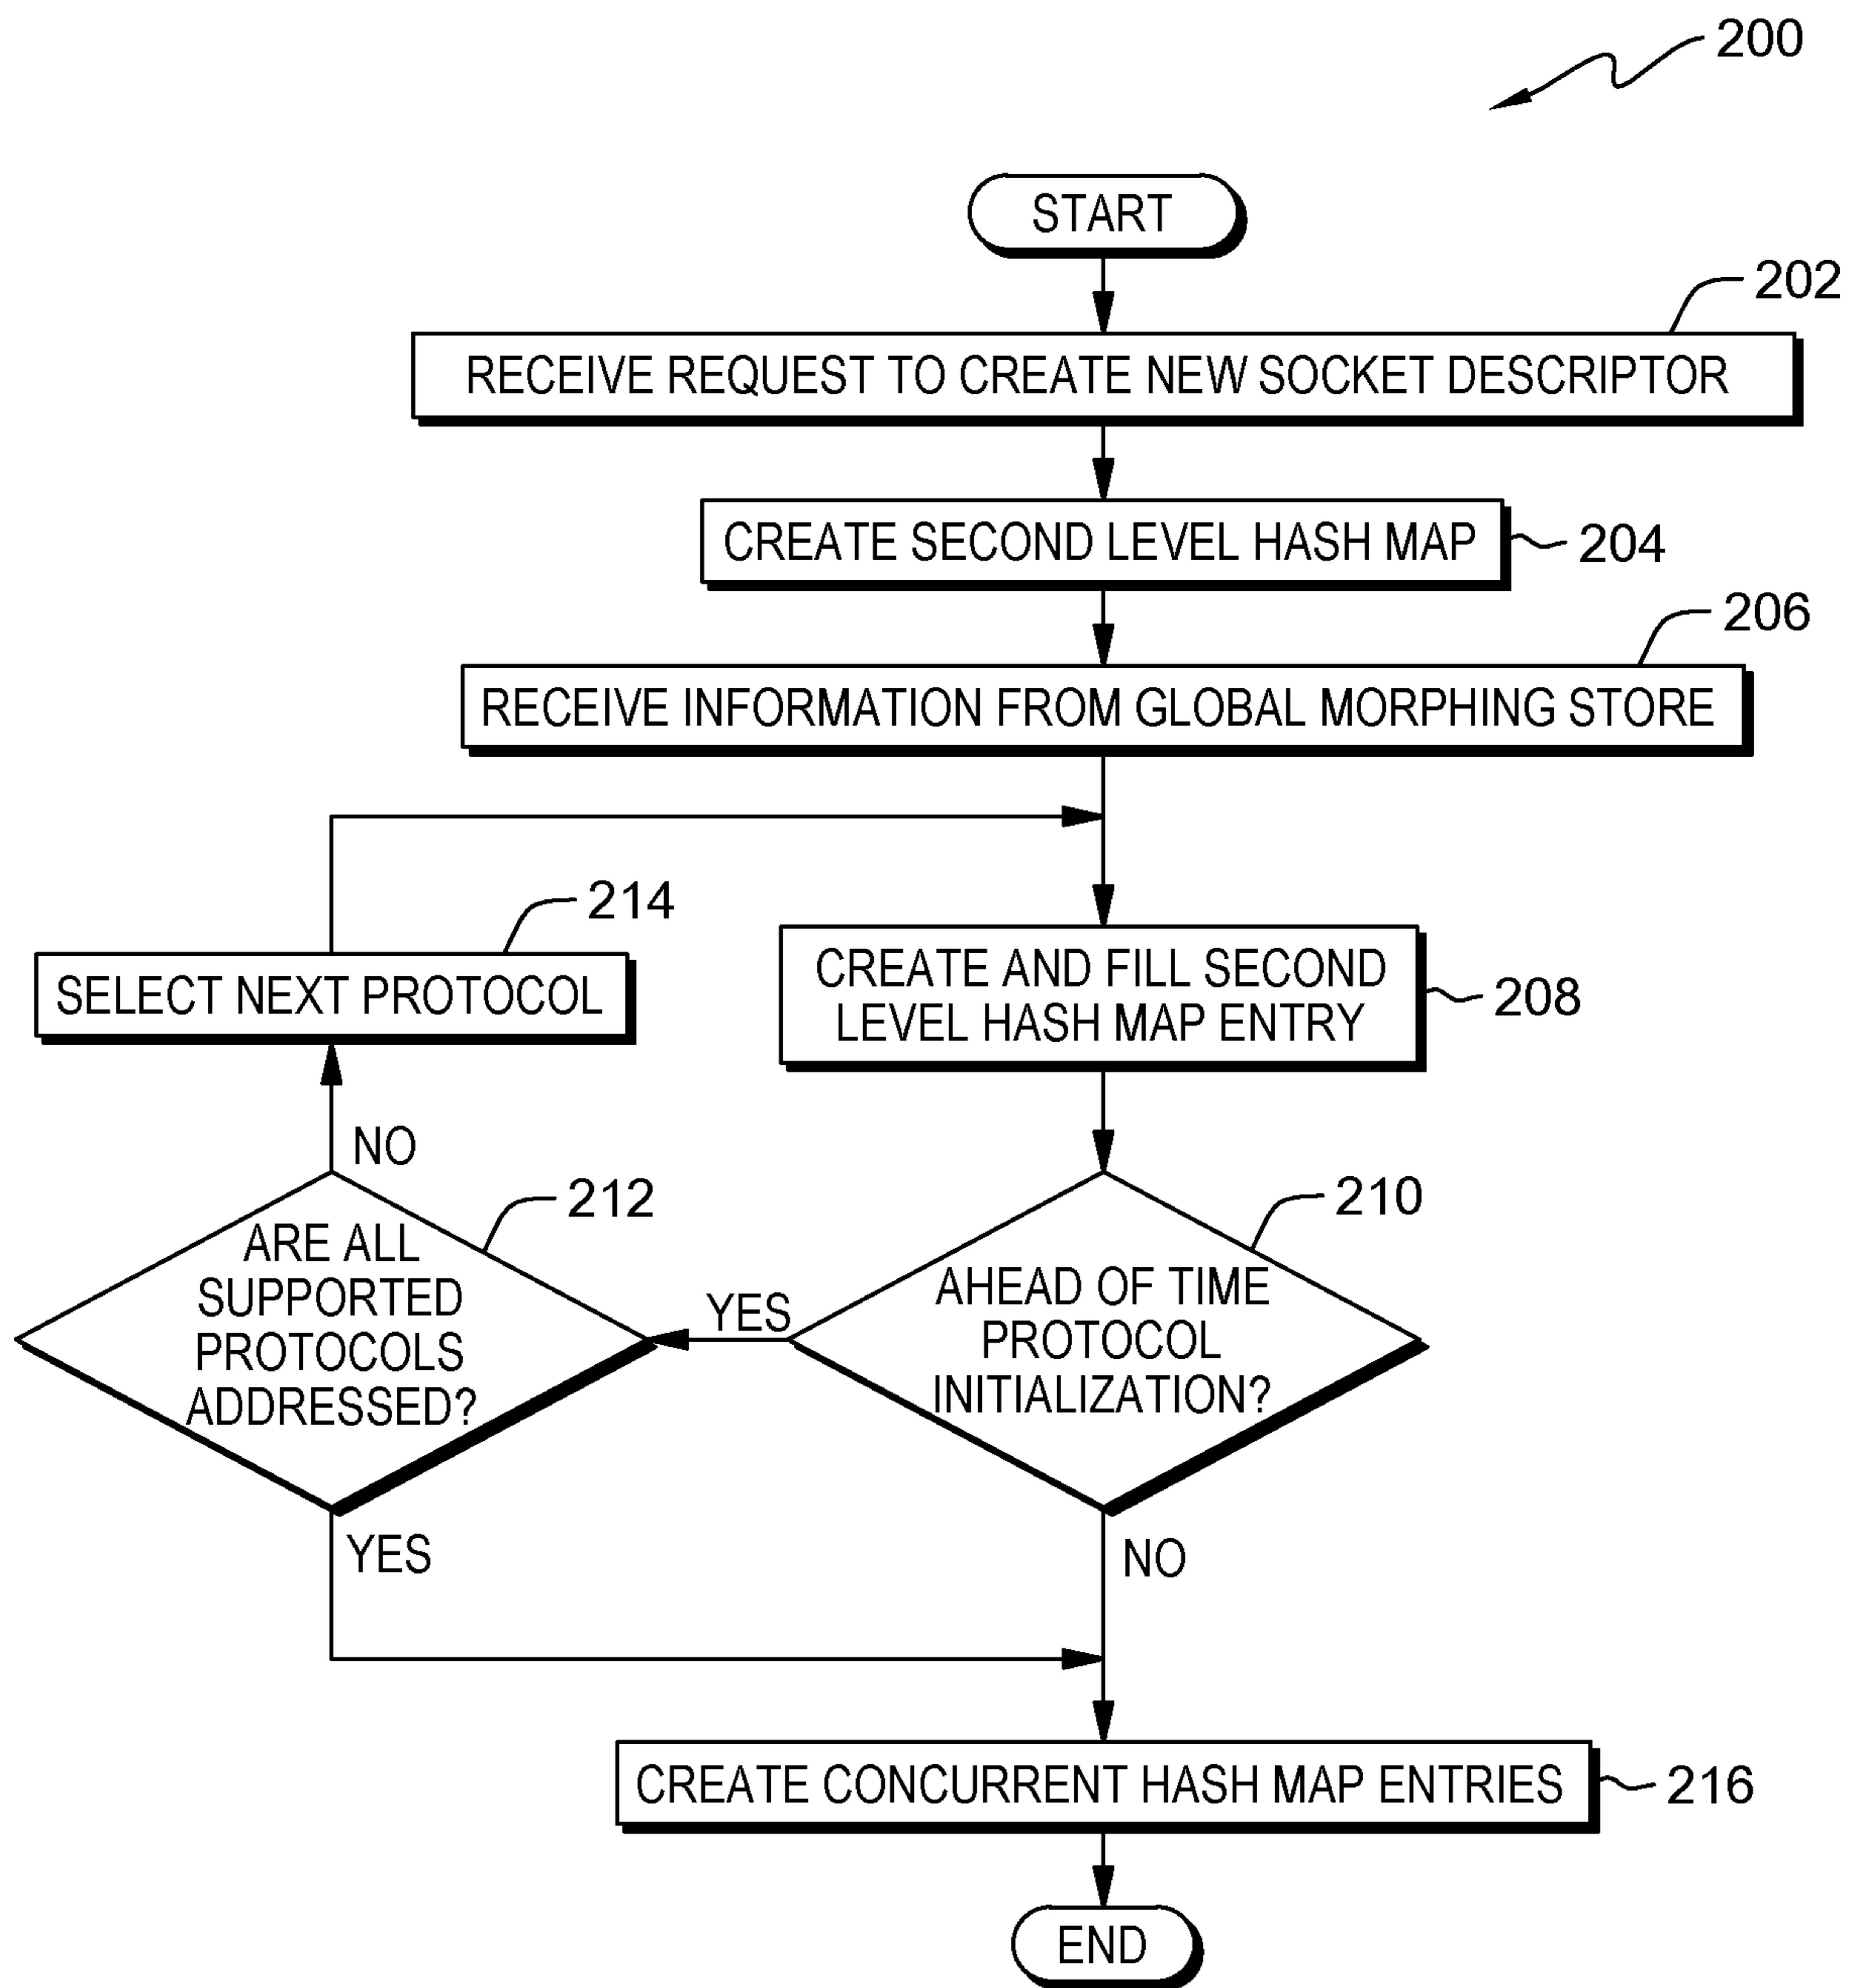 200
START
202
RECEIVE REQUEST TO CREATE NEW SOCKET DESCRIPTOR
CREATE SECOND LEVEL HASH MAP
204
206
RECEIVE INFORMATION FROM GLOBAL MORPHING STORE
214
SELECT NEXT PROTOCOL
CREATE AND FILL SECOND
LEVEL HASH MAP ENTRY
208
NO
212
ARE ALL
SUPPORTED
PROTOCOLS
ADDRESSED?
YES
210
AHEAD OF TIME
PROTOCOL
INITIALIZATION?
YES
NO
CREATE CONCURRENT HASH MAP ENTRIES
216
END